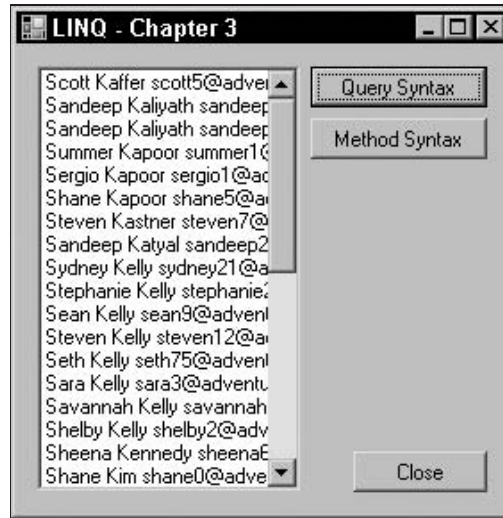 LINQ - Chapter 3
Scott Kaffer scott5@adve
Sandeep Kaliyath sandeep
Sandeep Kaliyath sandeep
Summer Kapoor summer1@
Sergio Kapoor sergio1@ad
Shane Kapoor shane5@a
Steven Kastner steven7@
Sandeep Katyal sandeep2
Sydney Kelly sydney21@a
Stephanie Kelly stephanie2
Sean Kelly sean9@advent
Steven Kelly steven12@a
Seth Kelly seth75@advent
Sara Kelly sara3@adventu
Savannah Kelly savannah
Shelby Kelly shelby2@adv
Sheena Kennedy sheena
Shane Kim shane0@adve
Query Syntax
Method Syntax
Close